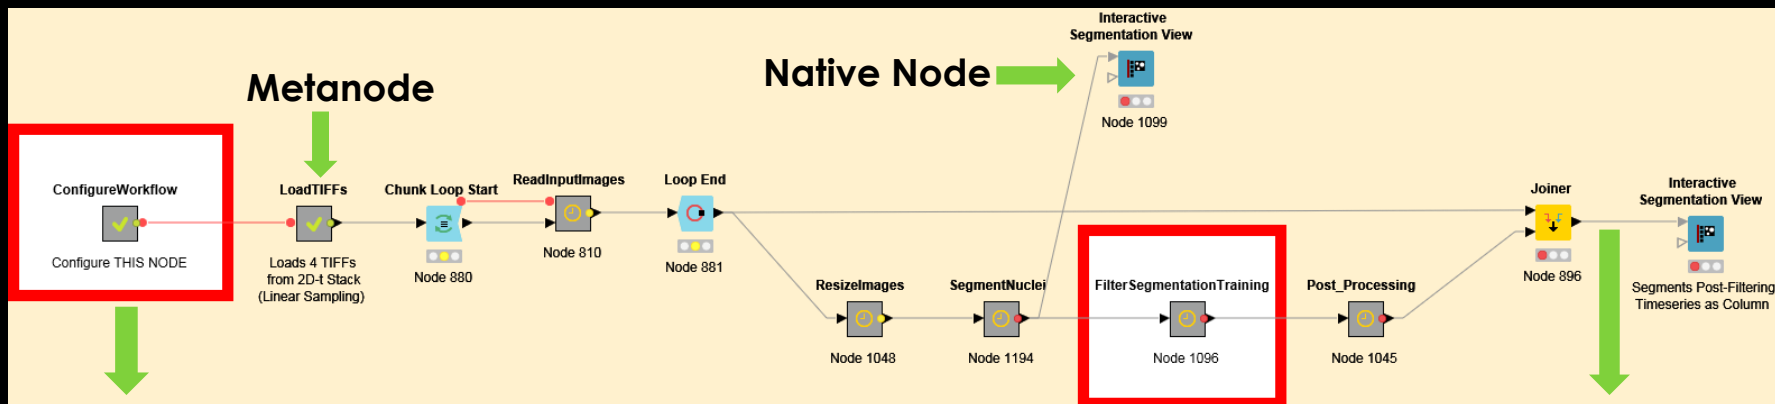 Interactive
Segmentation View
Native Node
Metanode
Node 1099
ConfigureWorkflow
LoadTIFFs
Chunk Loop Start
ReadInputImages
Loop End
Joiner
Interactive
Segmentation View
Configure THIS NODE
Loads 4 TIFFs
from 2D-t Stack
(Linear Sampling)
Node 880
Node 810
Node 881
Node 896
Segments Post-Filtering
Timeseries as Column
ResizeImages
SegmentNuclei
FilterSegmentationTraining
Post_Processing
Node 1048
Node 1194
Node 1096
Node 1045